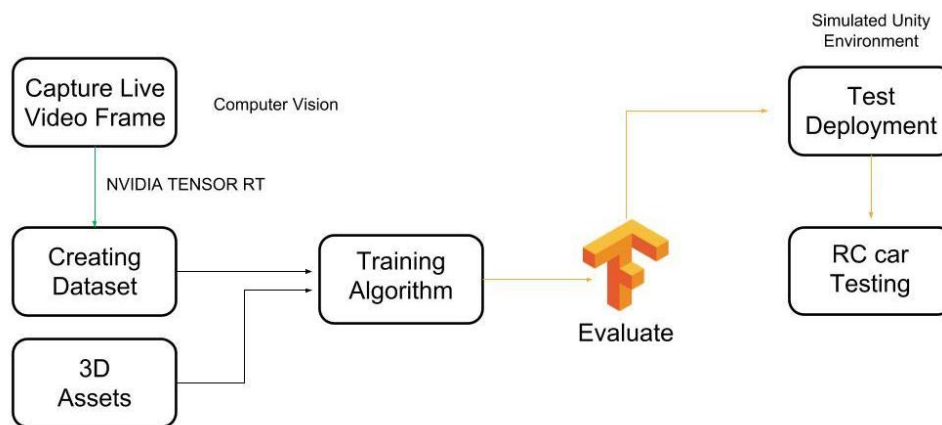 Simulated Unity
Environment
Capture Live
Video Frame
Computer Vision
Test
Deployment
NVIDIA TENSOR RT
Creating
Dataset
Training
Algorithm
RC car
Testing
Evaluate
3D
Assets